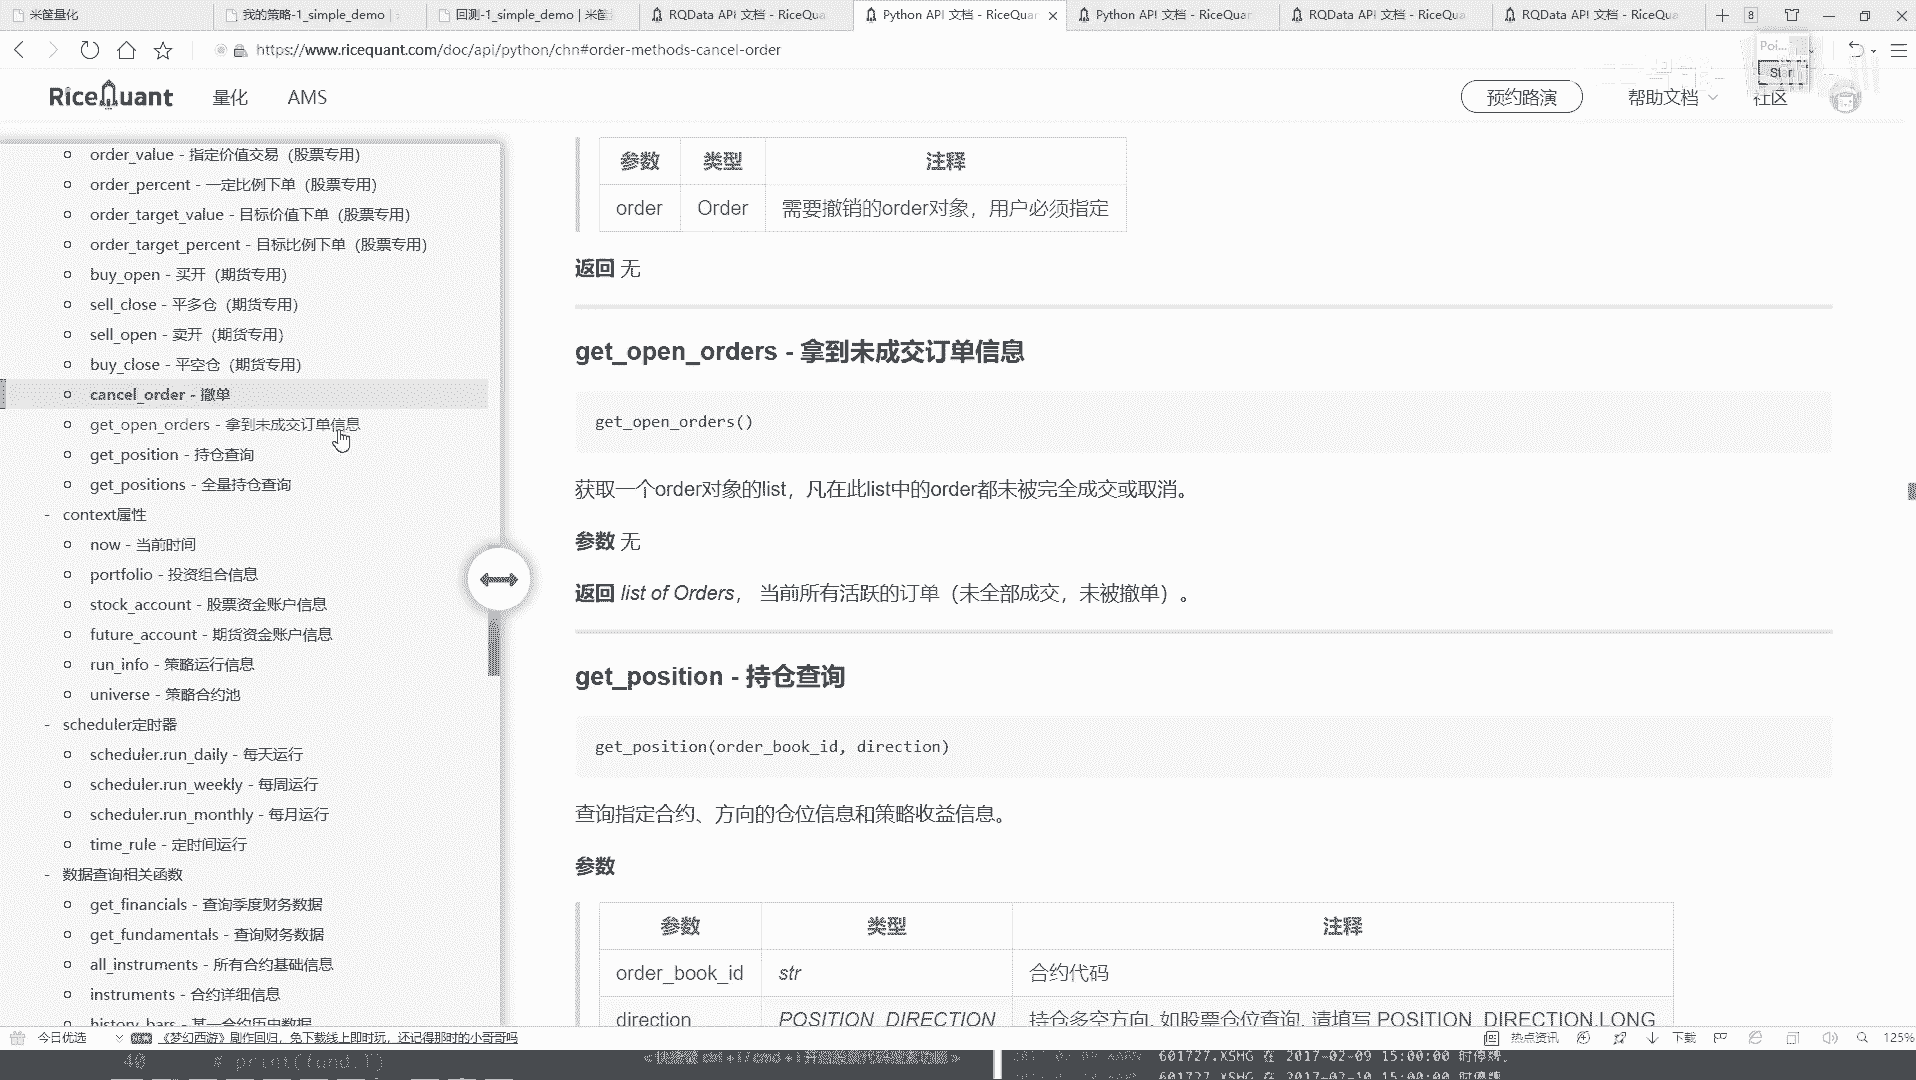 米筐量化
我的策略-1_simple_demo |
回测-1_simple_demo | 米筐
RQData API 文档 - RiceQua
Python API 文档 - RiceQuan
Python API 文档 - RiceQuan
RQData API 文档 - RiceQua
RQData API 文档 - RiceQua
8
https://www.ricequant.com/doc/api/python/chn#order-methods-cancel-order
Poi...
Star
RiceQuant
量化
AMS
预约路演
帮助文档
社区
order_value - 指定价值交易（股票专用）
order_percent - 一定比例下单（股票专用）
order_target_value - 目标价值下单（股票专用）
order_target_percent - 目标比例下单（股票专用）
buy_open - 买开（期货专用）
sell_close - 平多仓（期货专用）
sell_open - 卖开（期货专用）
buy_close - 平空仓（期货专用）
cancel_order - 撤单
get_open_orders - 拿到未成交订单信息
get_position - 持仓查询
get_positions - 全量持仓查询
- context属性
now - 当前时间
portfolio - 投资组合信息
stock_account - 股票资金账户信息
future_account - 期货资金账户信息
run_info - 策略运行信息
universe - 策略合约池
- scheduler定时器
scheduler.run_daily - 每天运行
scheduler.run_weekly - 每周运行
scheduler.run_monthly - 每月运行
time_rule - 定时间运行
- 数据查询相关函数
get_financials - 查询季度财务数据
get_fundamentals - 查询财务数据
all_instruments - 所有合约基础信息
instruments - 合约详细信息
history_bars - 某一合约历史数据
参数 类型 注释
order Order 需要撤销的order对象，用户必须指定
返回 无
get_open_orders - 拿到未成交订单信息
get_open_orders()
获取一个order对象的list，凡在此list中的order都未被完全成交或取消。
参数 无
返回 list of Orders， 当前所有活跃的订单（未全部成交，未被撤单）。
get_position - 持仓查询
get_position(order_book_id, direction)
查询指定合约、方向的仓位信息和策略收益信息。
参数
参数 类型 注释
order_book_id str 合约代码
direction POSITION_DIRECTION 持仓多空方向, 如股票仓位查询, 请填写 POSITION_DIRECTION.LONG
今日优选
《梦幻西游》剧作回归，免下载线上即时玩，还记得那时的小哥哥吗
热点资讯
下载
125%
40 # print(fund.T)
601727.XSHG 在 2017-02-09 15:00:00 时停牌。
601727.XSHG 在 2017-02-10 15:00:00 时停牌。